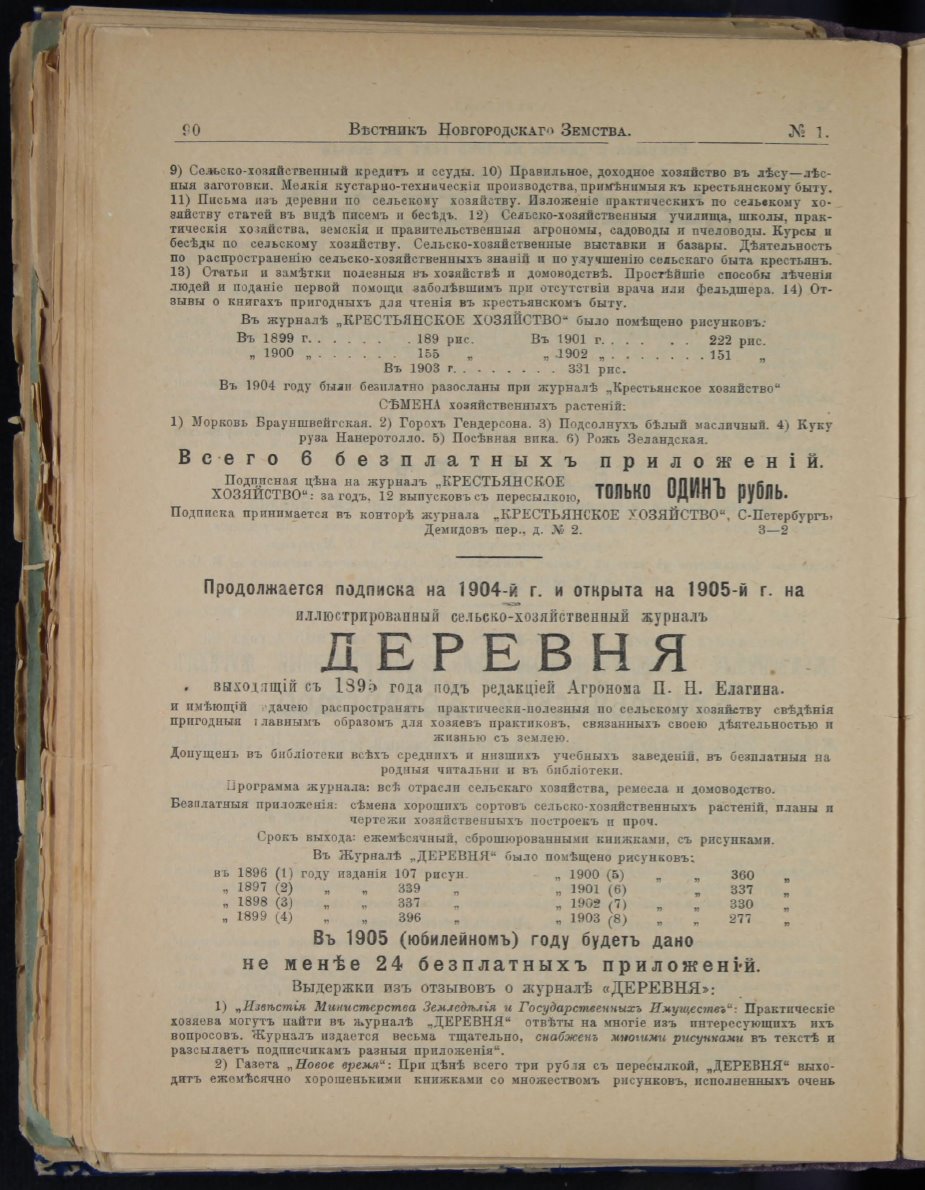 90 Вѣстникъ Новгородскаго Земства. № 1.
9) Сельско-хозяйственный кредитъ и ссуды. 10) Правильное, доходное хозяйство въ лѣсу—лѣс-
ныя заготовки. Мелкія кустарно-техническія производства, примѣнимыя къ крестьянскому быту.
11) Письма изъ деревни по сельскому хозяйству. Изложеніе практическихъ по сельскому хо-
зяйству статей въ видѣ писемъ и бесѣдъ. 12) Сельско-хозяйственныя училища, школы, прак-
тическія хозяйства, земскія и правительственныя агрономы, садоводы и пчеловоды. Курсы и
бесѣды по сельскому хозяйству. Сельско-хозяйственные выставки и базары. Дѣятельность
по распространенію сельско-хозяйственныхъ знаній и по улучшенію сельскаго быта крестьянъ.
13) Статьи и замѣтки полезныя въ хозяйствѣ и домоводствѣ. Простѣйшіе способы лѣченія
людей и поданіе первой помощи заболѣвшимъ при отсутствіи врача или фельдшера. 14) От-
зывы о книгахъ пригодныхъ для чтенія въ крестьянскомъ быту.
Въ журналѣ „КРЕСТЬЯНСКОЕ ХОЗЯЙСТВО“ было помѣщено рисунковъ:
Въ 1899 г. . . . . . . 189 рис. Въ 1901 г. . . . . . 222 рис.
„ 1900 „ . . . . . . 155 „ „ 1902 „ . . . . . . . 151 „
Въ 1903 г. . . . . . . . 331 рис.
Въ 1904 году были безплатно разосланы при журналѣ „Крестьянское хозяйство“
СѢМЕНА хозяйственныхъ растеній:
1) Морковь Брауншвейгская. 2) Горохъ Гендерсона. 3) Подсолнухъ бѣлый масличный. 4) Куку
руза Нанеротолло. 5) Посѣвная вика. 6) Рожь Зеландская.
Всего 6 безплатныхъ приложеній.
Подписная цѣна на журналъ „КРЕСТЬЯНСКОЕ
ХОЗЯЙСТВО“: за годъ, 12 выпусковъ съ пересылкою, только ОДИНЪ рубль.
Подписка принимается въ конторѣ журнала „КРЕСТЬЯНСКОЕ ХОЗЯЙСТВО“, С-Петербургъ,
Демидовъ пер., д. № 2. 3—2
Продолжается подписка на 1904-й г. и открыта на 1905-й г. на
иллюстрированный сельско-хозяйственный журналъ
ДЕРЕВНЯ
выходящій съ 1895 года подъ редакціей Агронома П. Н. Елагина.
и имѣющій дачею распространять практически-полезныя по сельскому хозяйству свѣдѣнія
пригодныя главнымъ образомъ для хозяевъ практиковъ, связанныхъ своею дѣятельностью и
жизнью съ землею.
Допущенъ въ библіотеки всѣхъ среднихъ и низшихъ учебныхъ заведеній, въ безплатныя на
родныя читальни и въ библіотеки.
Программа журнала: всѣ отрасли сельскаго хозяйства, ремесла и домоводство.
Безплатныя приложенія: сѣмена хорошихъ сортовъ сельско-хозяйственныхъ растеній, планы и
чертежи хозяйственныхъ построекъ и проч.
Срокъ выхода: ежемѣсячный, сброшюрованными книжками, съ рисунками.
Въ Журналѣ „ДЕРЕВНЯ“ было помѣщено рисунковъ:
въ 1896 (1) году изданія 107 рисун. „ 1900 (5) „ „ 360 „
„ 1897 (2) „ „ 339 „ „ 1901 (6) „ 337 „
„ 1898 (3) „ „ 337 „ „ 1902 (7) „ „ 330 „
„ 1899 (4) „ „ 396 „ „ 1903 (8) „ „ 277 „
Въ 1905 (юбилейномъ) году будетъ дано
не менѣе 24 безплатныхъ приложеній.
Выдержки изъ отзывовъ о журналѣ «ДЕРЕВНЯ»:
1) „Извѣстія Министерства Земледѣлія и Государственныхъ Имуществъ“: Практическіе
хозяева могутъ найти въ журналѣ „ДЕРЕВНЯ“ отвѣты на многіе изъ интересующихъ ихъ
вопросовъ. Журналъ издается весьма тщательно, снабженъ многими рисунками въ текстѣ и
разсылаетъ подписчикамъ разныя приложенія“.
2) Газета „Новое время“: При цѣнѣ всего три рубля съ пересылкой, „ДЕРЕВНЯ“ выхо-
дитъ ежемѣсячно хорошенькими книжками со множествомъ рисунковъ, исполненныхъ очень